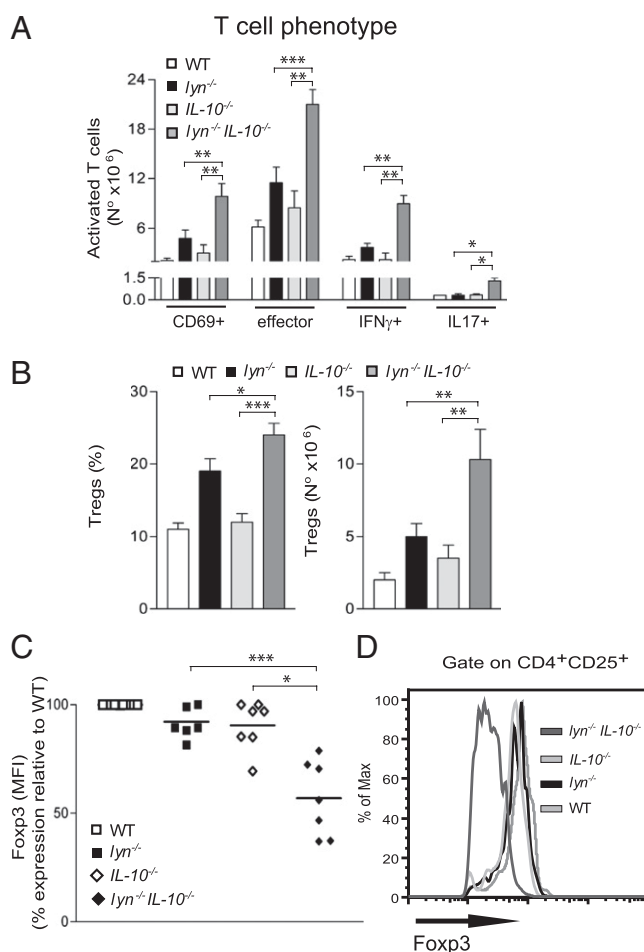 A
T cell phenotype
WT
lyn-/-
IL-10-/-
lyn-/- IL-10-/-
Activated T cells
(N° x10 6)
24
18
12
6
1.5
0.0
**
**
***
**
**
**
*
*
CD69+
effector
IFNγ+
IL17+
B
WT lyn-/- IL-10-/- lyn-/- IL-10-/-
Tregs (%)
30
20
10
0
*
***
Tregs (N° x10 6)
15
10
5
0
**
**
C
Foxp3 (MFI)
(% expression relative to WT)
100
50
0
***
*
WT
lyn-/-
IL-10-/-
lyn-/- IL-10-/-
D
Gate on CD4+CD25+
% of Max
100
80
60
40
20
0
lyn-/- IL-10-/-
IL-10-/-
lyn-/-
WT
Foxp3